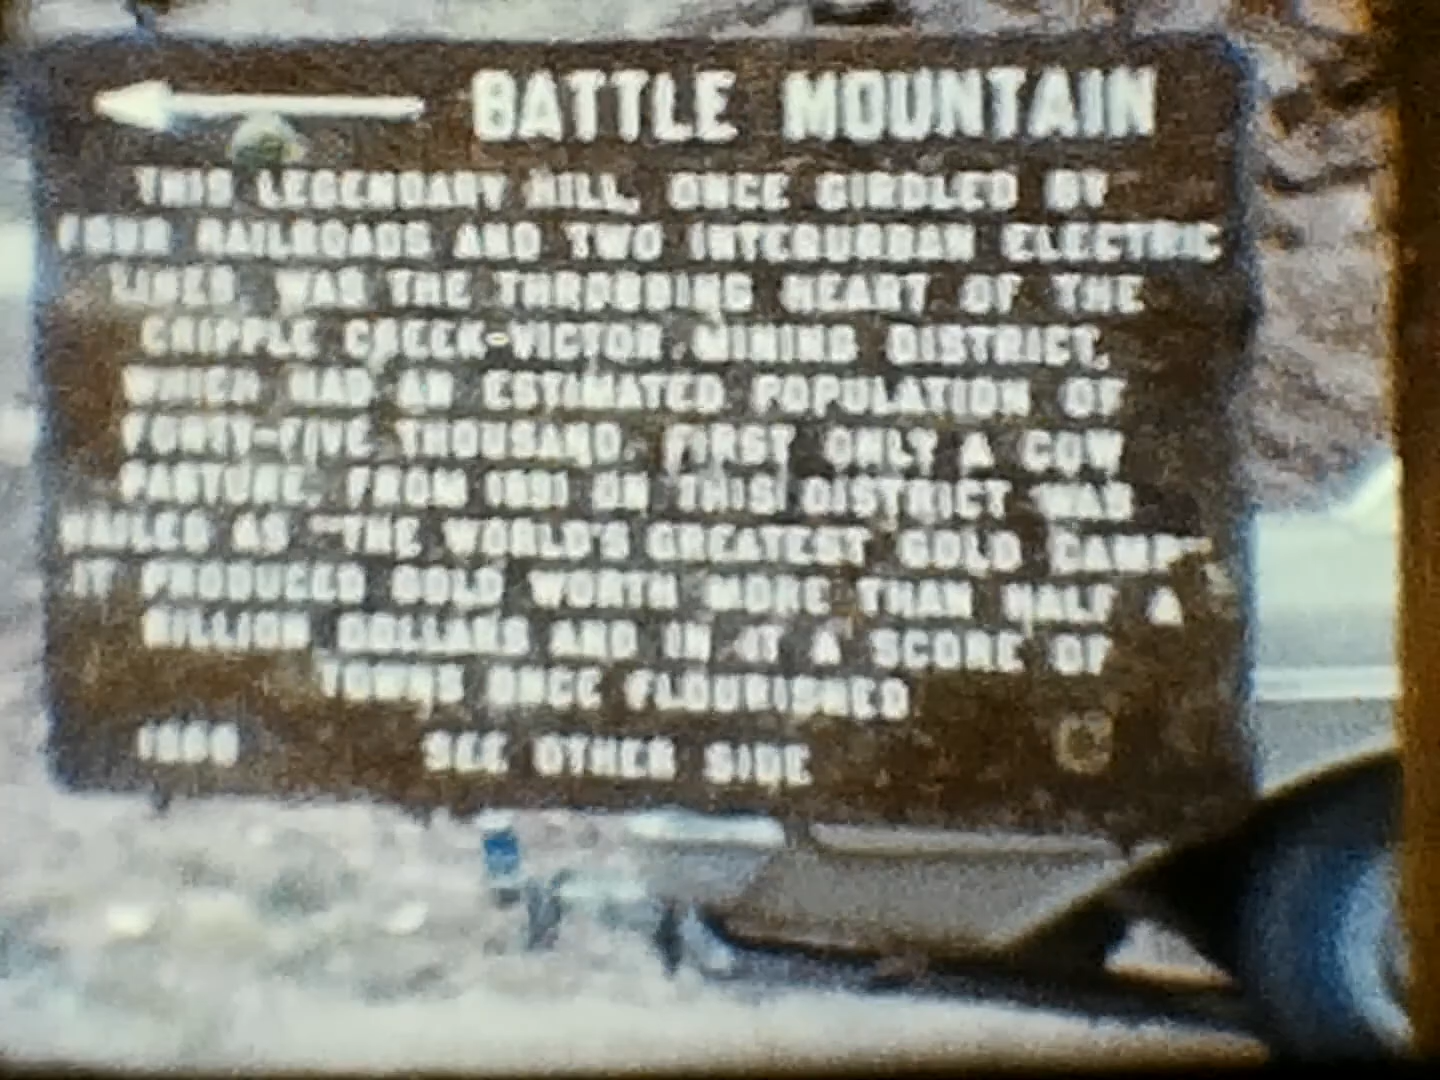 BATTLE MOUNTAIN
THIS LEGENDARY HILL, ONCE GIRDLED BY
FOUR RAILROADS AND TWO INTERURBAN ELECTRIC
LINES, WAS THE THROBBING HEART OF THE
CRIPPLE CREEK-VICTOR MINING DISTRICT,
WHICH HAD AN ESTIMATED POPULATION OF
FORTY-FIVE THOUSAND. FIRST ONLY A COW
PASTURE, FROM 1891 ON THIS DISTRICT WAS
HAILED AS "THE WORLD'S GREATEST GOLD CAMP"
IT PRODUCED GOLD WORTH MORE THAN HALF A
BILLION DOLLARS AND IN IT A SCORE OF
TOWNS ONCE FLOURISHED
SEE OTHER SIDE